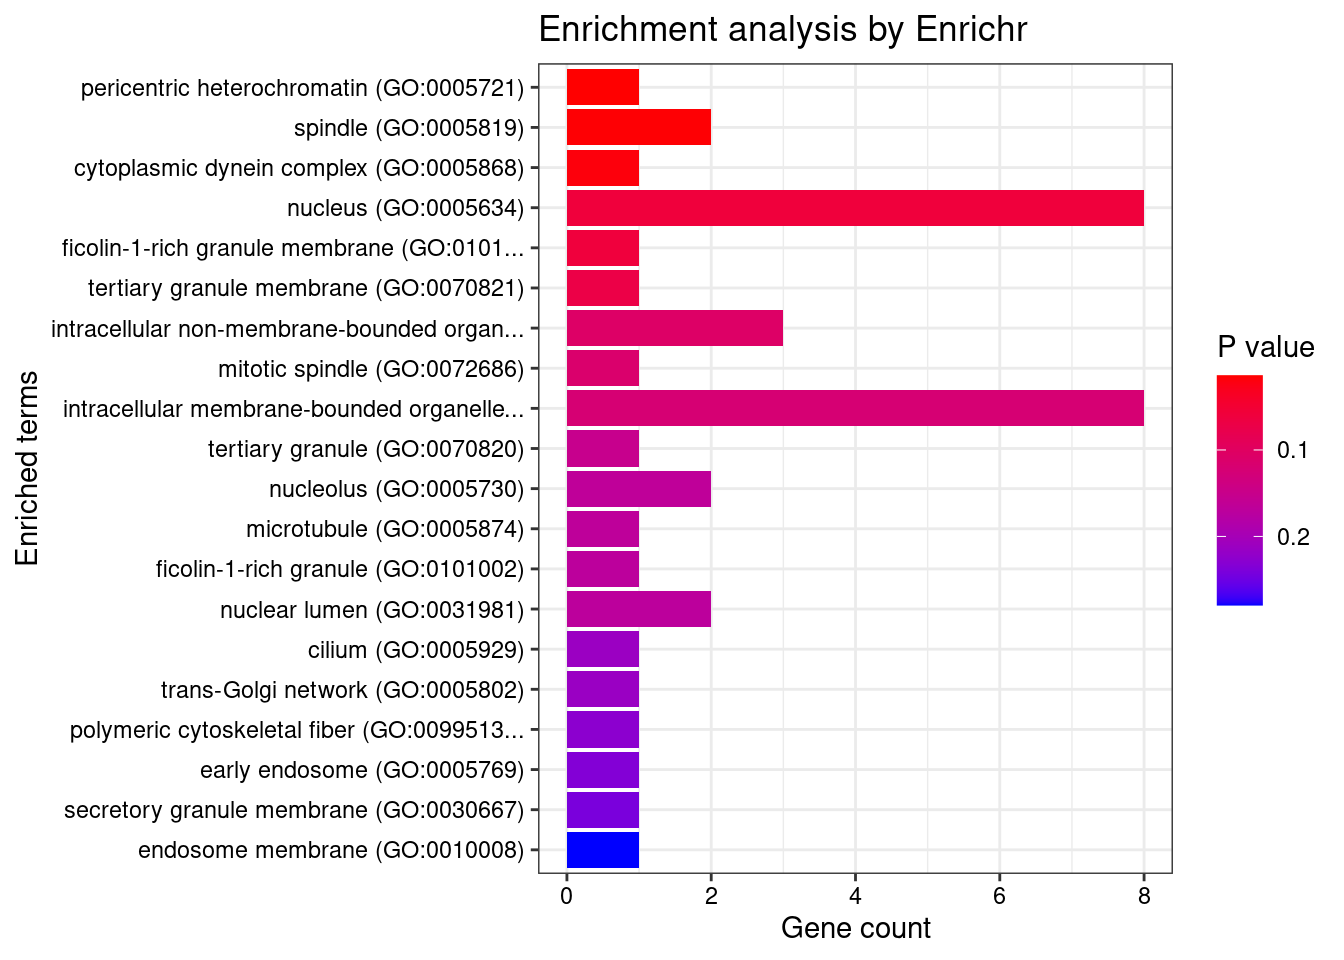 Enrichment analysis by Enrichr
pericentric heterochromatin (GO:0005721)
spindle (GO:0005819)
cytoplasmic dynein complex (GO:0005868)
nucleus (GO:0005634)
ficolin-1-rich granule membrane (GO:0101...
tertiary granule membrane (GO:0070821)
intracellular non-membrane-bounded organ...
mitotic spindle (GO:0072686)
intracellular membrane-bounded organelle...
tertiary granule (GO:0070820)
nucleolus (GO:0005730)
microtubule (GO:0005874)
ficolin-1-rich granule (GO:0101002)
nuclear lumen (GO:0031981)
cilium (GO:0005929)
trans-Golgi network (GO:0005802)
polymeric cytoskeletal fiber (GO:0099513...
early endosome (GO:0005769)
secretory granule membrane (GO:0030667)
endosome membrane (GO:0010008)
Enriched terms
0 2 4 6 8
Gene count
P value
0.1
0.2